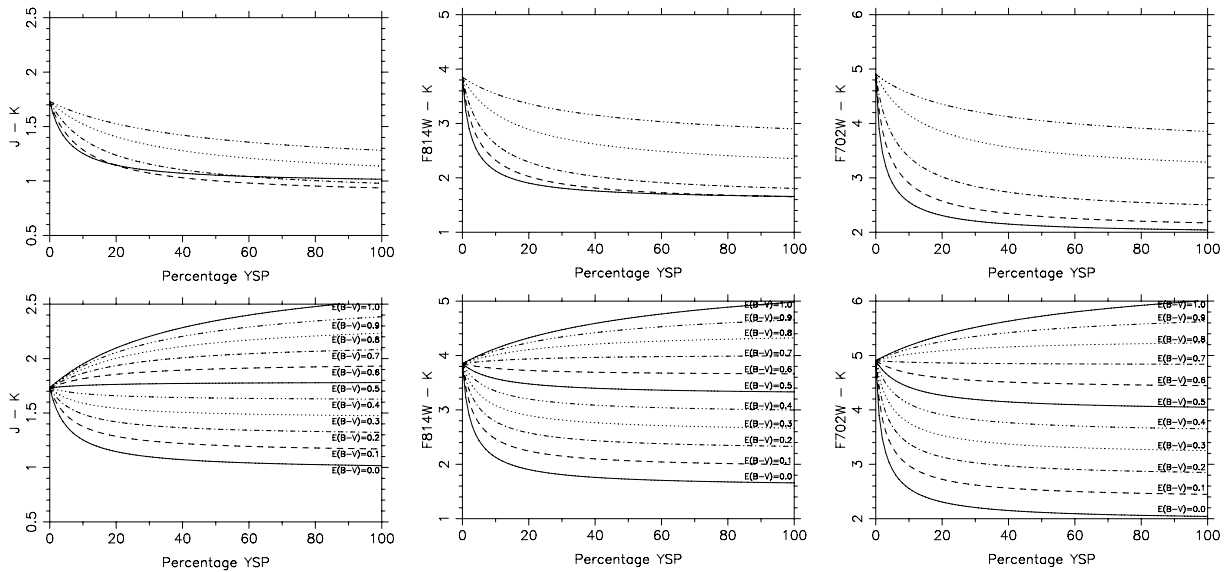 2.5
2
1.5
1
0.5
J - K
0 20 40 60 80 100
Percentage YSP
5
4
3
2
1
F814W - K
0 20 40 60 80 100
Percentage YSP
6
5
4
3
2
F702W - K
0 20 40 60 80 100
Percentage YSP
2.5
2
1.5
1
0.5
J - K
E(B-V)=1.0
E(B-V)=0.9
E(B-V)=0.8
E(B-V)=0.7
E(B-V)=0.6
E(B-V)=0.5
E(B-V)=0.4
E(B-V)=0.3
E(B-V)=0.2
E(B-V)=0.1
E(B-V)=0.0
0 20 40 60 80 100
Percentage YSP
5
4
3
2
1
F814W - K
E(B-V)=1.0
E(B-V)=0.9
E(B-V)=0.8
E(B-V)=0.7
E(B-V)=0.6
E(B-V)=0.5
E(B-V)=0.4
E(B-V)=0.3
E(B-V)=0.2
E(B-V)=0.1
E(B-V)=0.0
0 20 40 60 80 100
Percentage YSP
6
5
4
3
2
F702W - K
E(B-V)=1.0
E(B-V)=0.9
E(B-V)=0.8
E(B-V)=0.7
E(B-V)=0.6
E(B-V)=0.5
E(B-V)=0.4
E(B-V)=0.3
E(B-V)=0.2
E(B-V)=0.1
E(B-V)=0.0
0 20 40 60 80 100
Percentage YSP